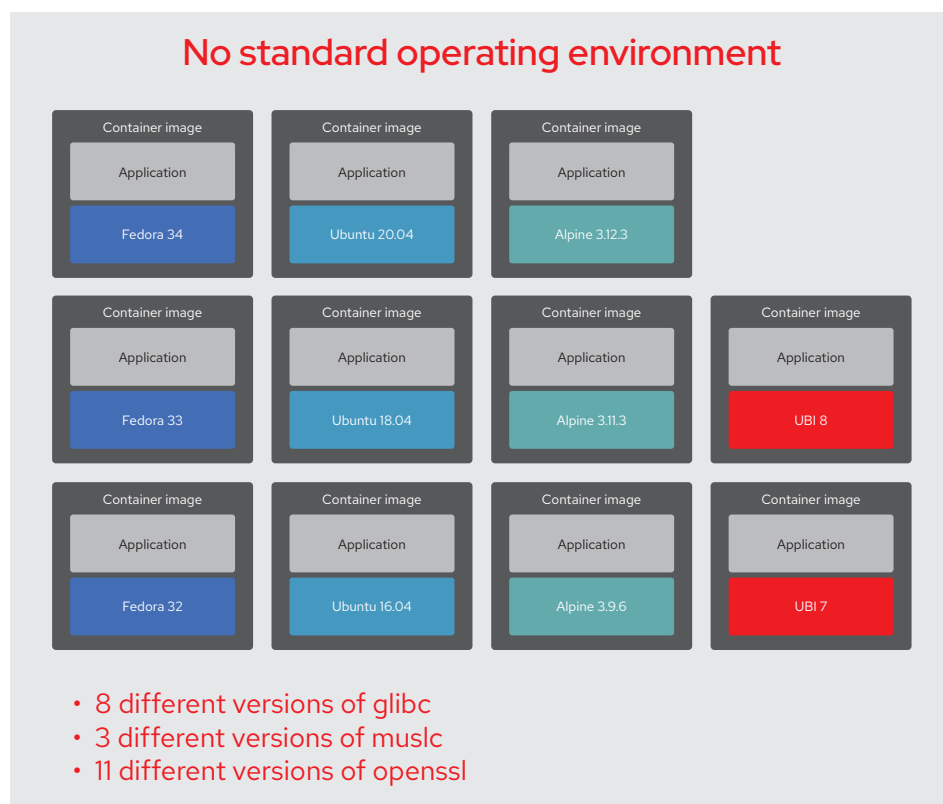 No standard operating environment
Container image
Application
Fedora 34
Container image
Application
Ubuntu 20.04
Container image
Application
Alpine 3.12.3
Container image
Application
Fedora 33
Container image
Application
Ubuntu 18.04
Container image
Application
Alpine 3.11.3
Container image
Application
UBI 8
Container image
Application
Fedora 32
Container image
Application
Ubuntu 16.04
Container image
Application
Alpine 3.9.6
Container image
Application
UBI 7
• 8 different versions of glibc
• 3 different versions of muslc
• 11 different versions of openssl